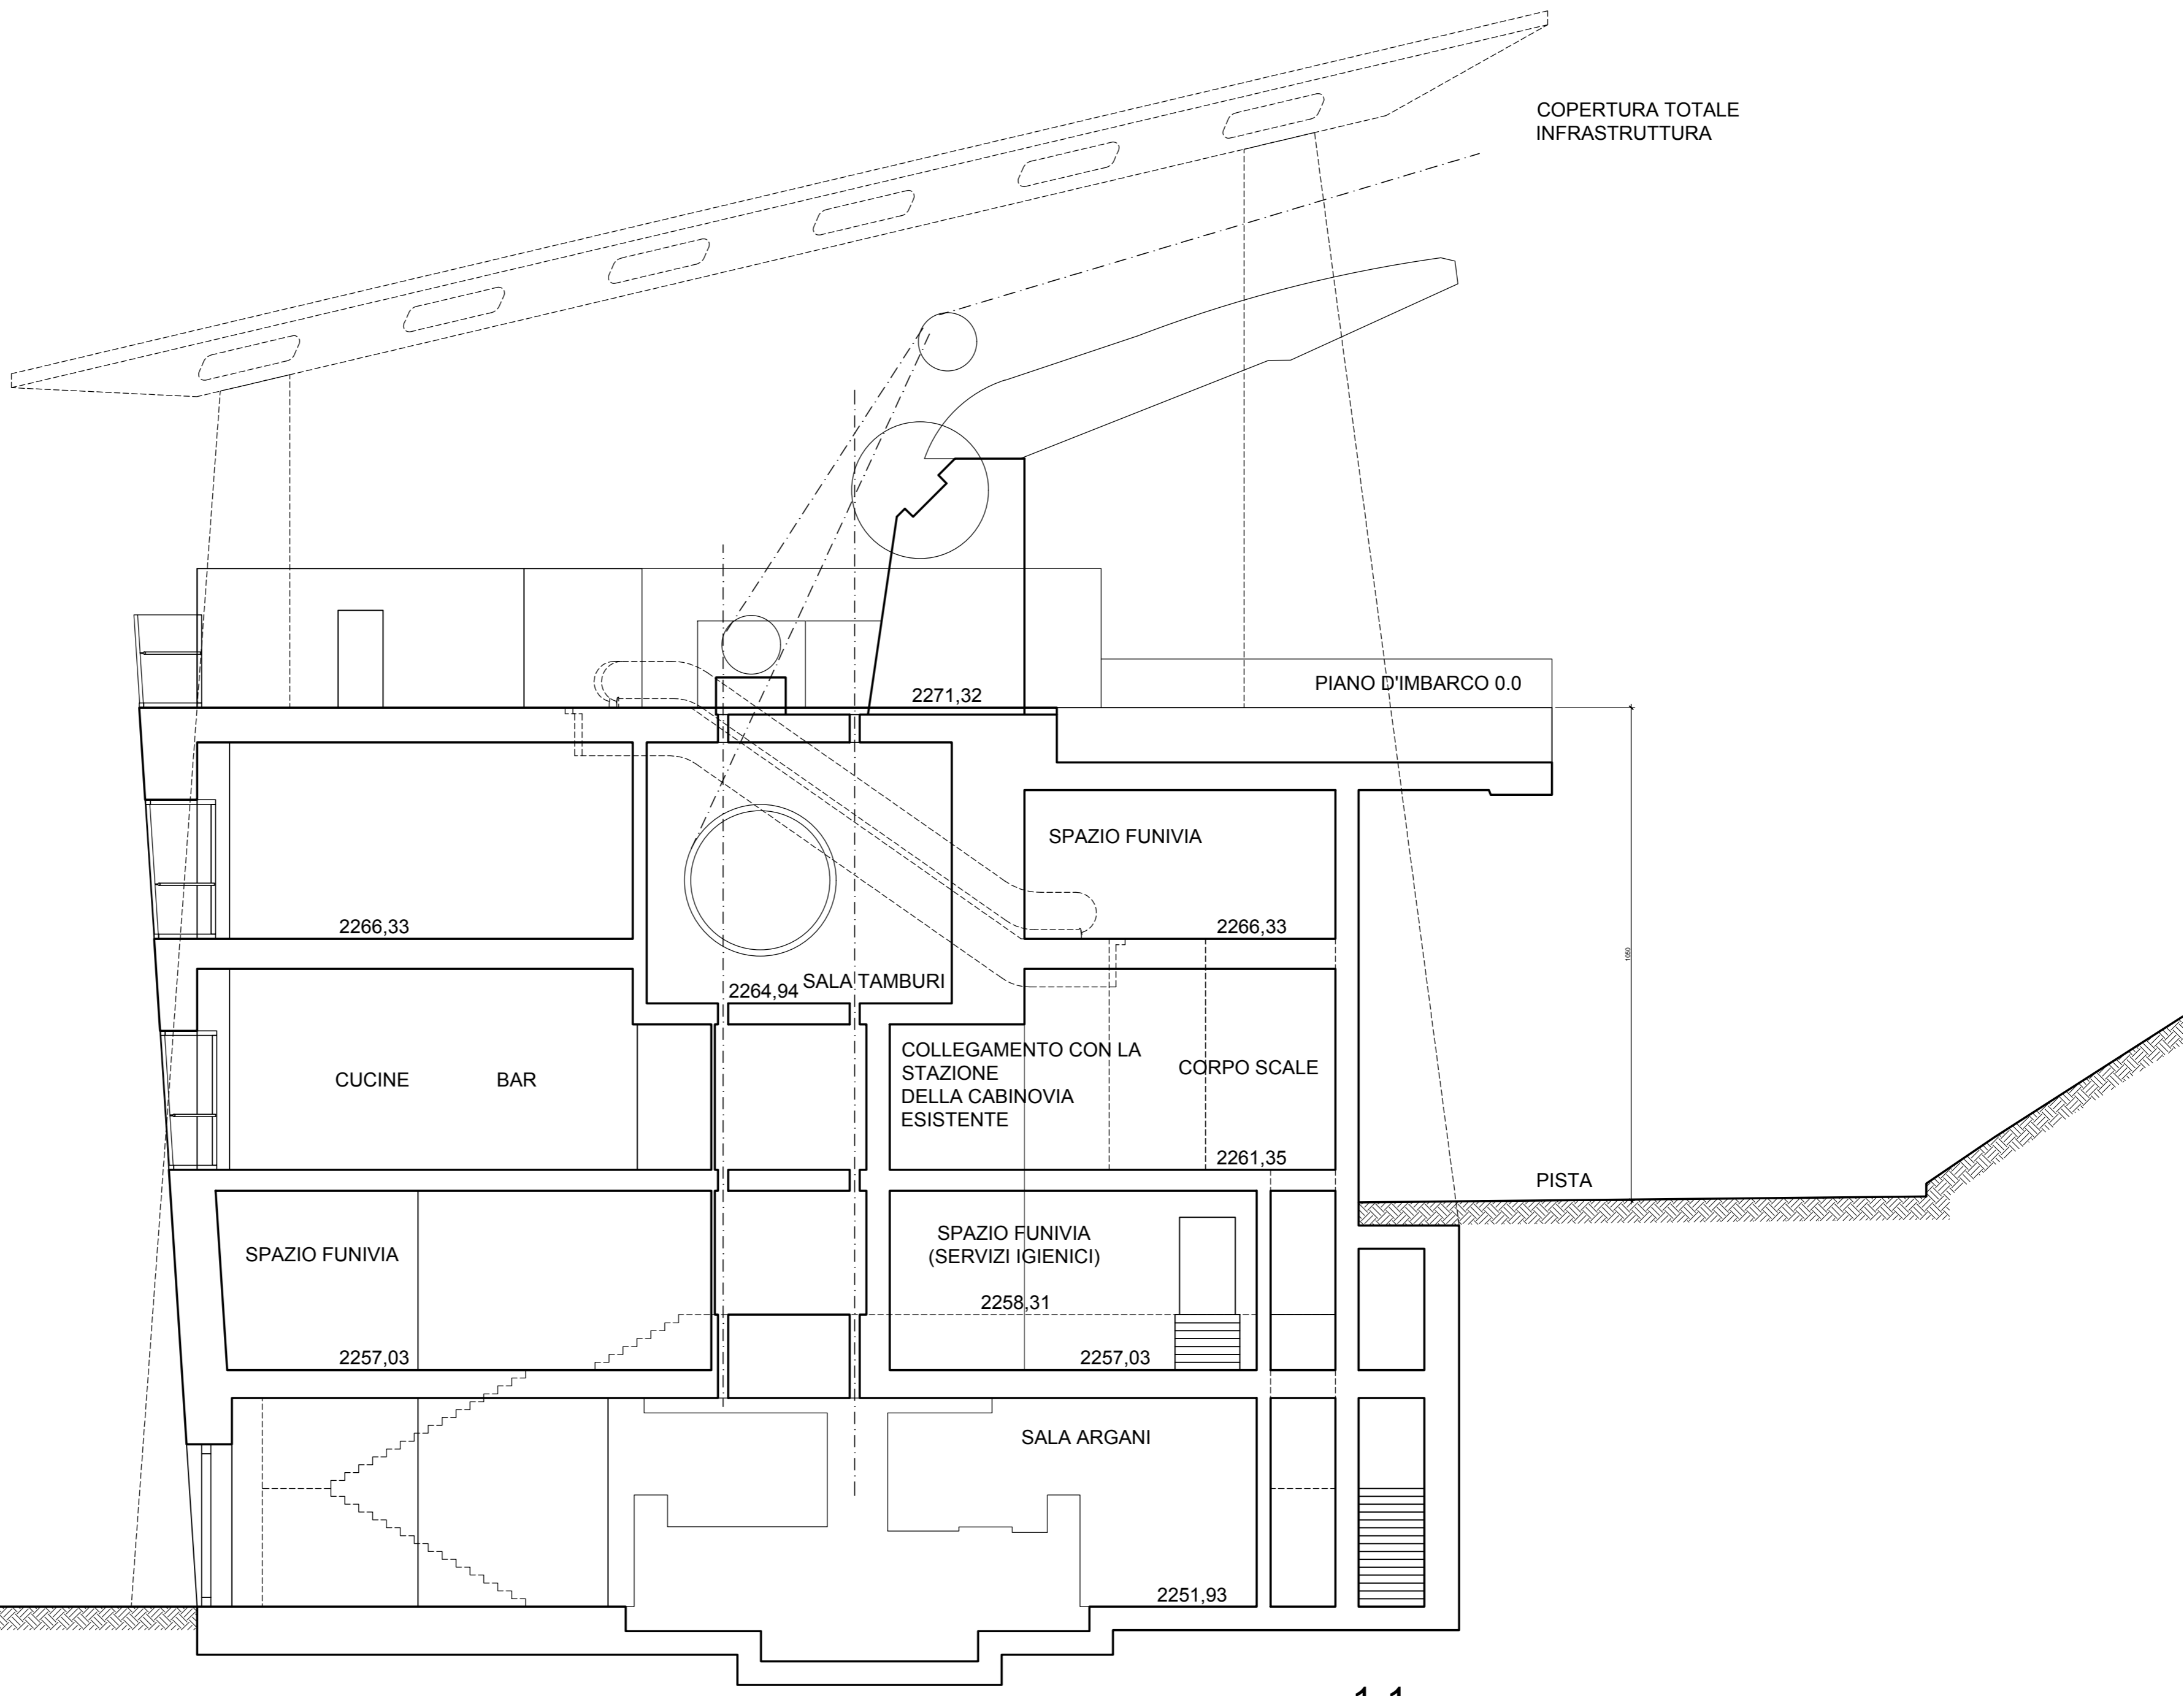 COPERTURA TOTALE
INFRASTRUTTURA
2271,32
PIANO D'IMBARCO 0.0
SPAZIO FUNIVIA
2266,33
2266,33
1050
2264,94
SALA TAMBURI
CUCINE
BAR
COLLEGAMENTO CON LA
STAZIONE
DELLA CABINOVIA
ESISTENTE
CORPO SCALE
2261,35
PISTA
SPAZIO FUNIVIA
SPAZIO FUNIVIA
(SERVIZI IGIENICI)
2258,31
2257,03
2257,03
SALA ARGANI
2251,93